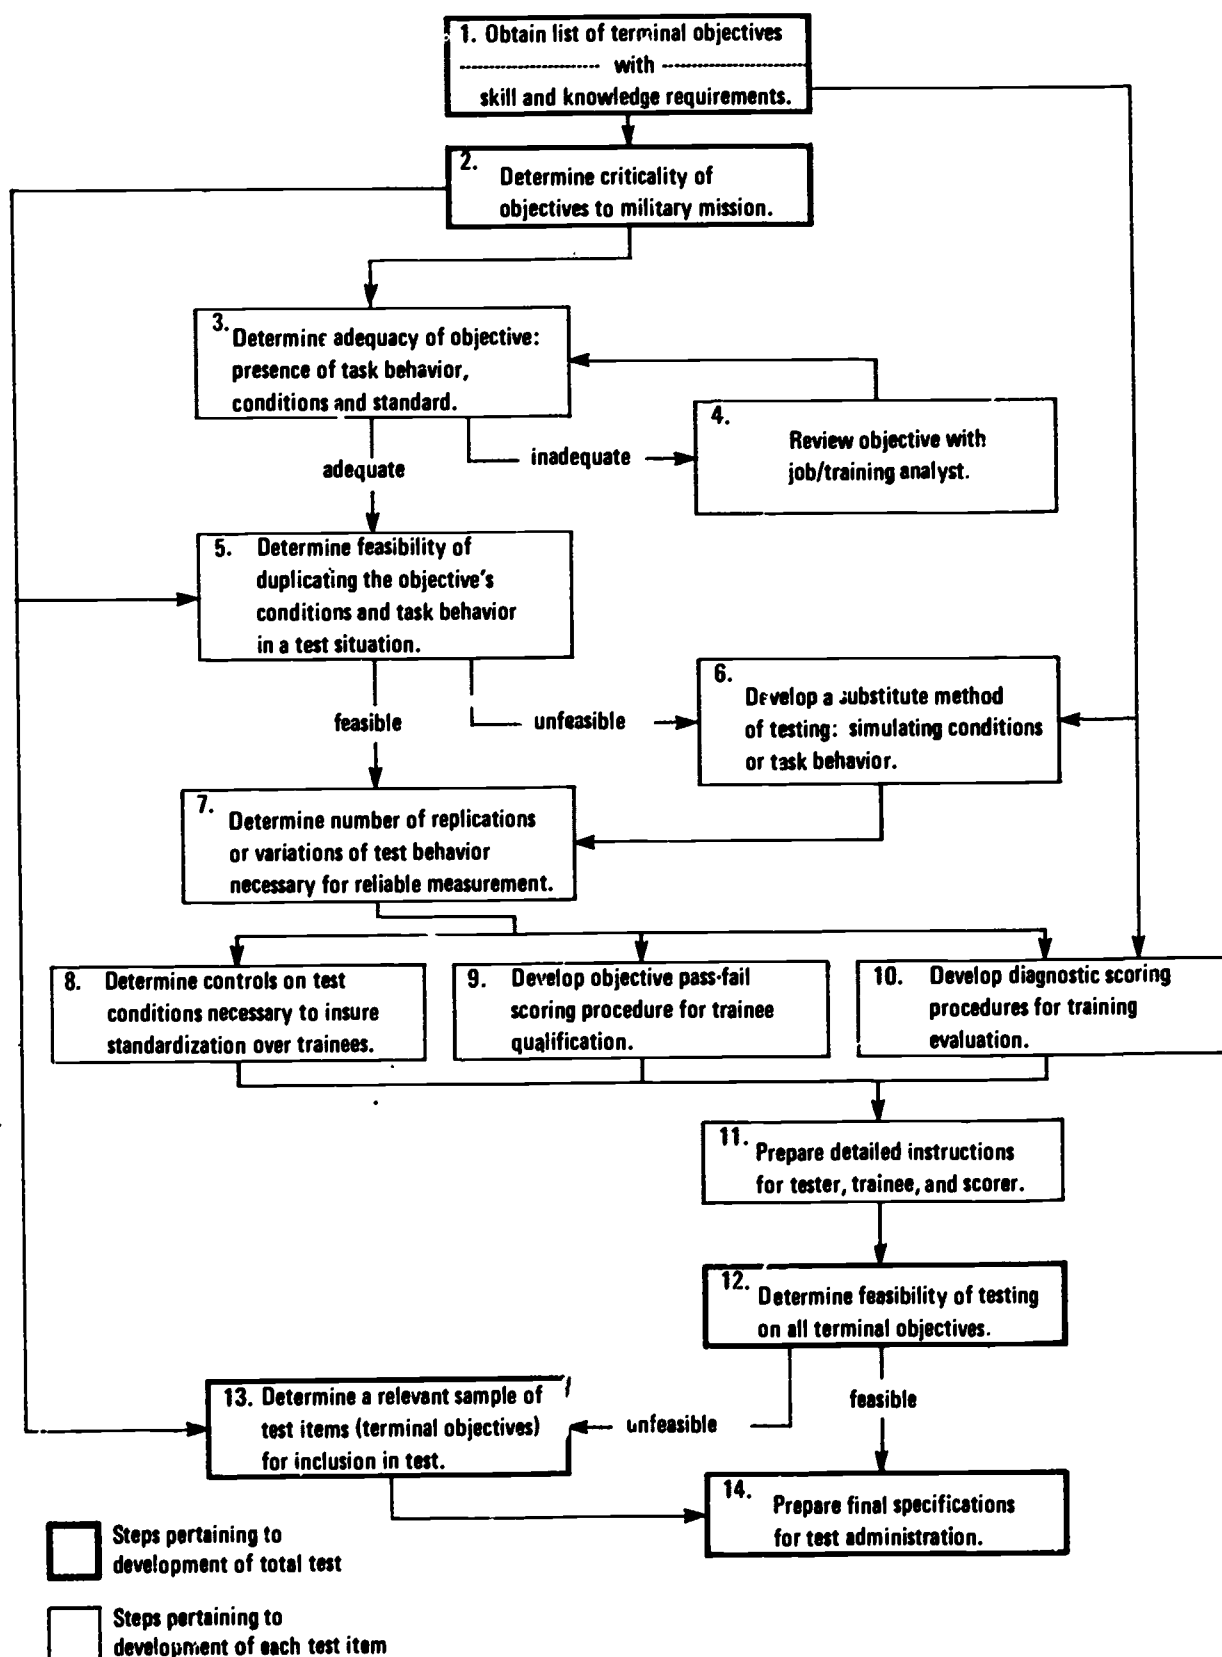 1. Obtain list of terminal objectives
with
skill and knowledge requirements.
2.
Determine criticality of
objectives to military mission.
3. Determine adequacy of objective:
presence of task behavior,
conditions and standard.
4.
Review objective with
job/training analyst.
inadequate
adequate
5. Determine feasibility of
duplicating the objective's
conditions and task behavior
in a test situation.
6.
Develop a substitute method
of testing: simulating conditions
or task behavior.
feasible
unfeasible
7.
Determine number of replications
or variations of test behavior
necessary for reliable measurement.
8. Determine controls on test
conditions necessary to insure
standardization over trainees.
9. Develop objective pass-fail
scoring procedure for trainee
qualification.
10. Develop diagnostic scoring
procedures for training
evaluation.
11.
Prepare detailed instructions
for tester, trainee, and scorer.
12.
Determine feasibility of testing
on all terminal objectives.
13. Determine a relevant sample of
test items (terminal objectives)
for inclusion in test.
unfeasible
feasible
14.
Prepare final specifications
for test administration.
Steps pertaining to
development of total test
Steps pertaining to
development of each test item